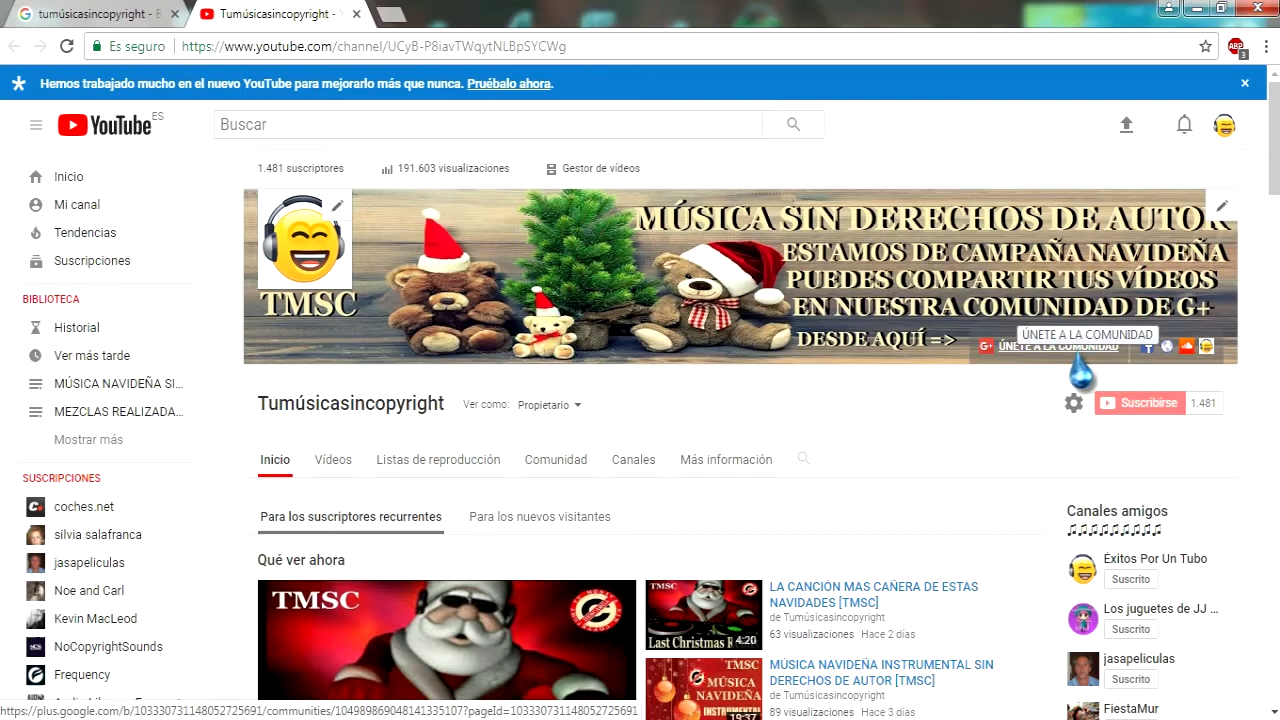 tumúsicasincopyright - B
Tumúsicasincopyright - 
Es seguro
https://www.youtube.com/channel/UCyB-P8iavTWqytNLBpSYCWg
ABP
3
Hemos trabajado mucho en el nuevo YouTube para mejorarlo más que nunca. Pruébalo ahora.
YouTube ES
Buscar
1.481 suscriptores
191.603 visualizaciones
Gestor de vídeos
Inicio
Mi canal
Tendencias
Suscripciones
BIBLIOTECA
Historial
Ver más tarde
MÚSICA NAVIDEÑA SI...
MEZCLAS REALIZADA...
Mostrar más
SUSCRIPCIONES
coches.net
silvia salafranca
jasapeliculas
Noe and Carl
Kevin MacLeod
NoCopyrightSounds
Frequency
TMSC
MÚSICA SIN DERECHOS DE AUTOR
ESTAMOS DE CAMPAÑA NAVIDEÑA
PUEDES COMPARTIR TUS VÍDEOS
EN NUESTRA COMUNIDAD DE G+
DESDE AQUÍ =>
ÚNETE A LA COMUNIDAD
G+ ÚNETE A LA COMUNIDAD
Tumúsicasincopyright
Ver como: Propietario
Suscribirse 1.481
Inicio
Vídeos
Listas de reproducción
Comunidad
Canales
Más información
Para los suscriptores recurrentes
Para los nuevos visitantes
Qué ver ahora
TMSC
TMSC
4:20
Last Christmas R
LA CANCIÓN MAS CAÑERA DE ESTAS
NAVIDADES [TMSC]
de Tumúsicasincopyright
63 visualizaciones Hace 2 días
TMSC
MÚSICA
NAVIDEÑA
19:37
MÚSICA NAVIDEÑA INSTRUMENTAL SIN
DERECHOS DE AUTOR [TMSC]
de Tumúsicasincopyright
89 visualizaciones Hace 3 días
Canales amigos
♫♫♫♫♫♫♫♫♫
Éxitos Por Un Tubo
Suscrito
Los juguetes de JJ ...
Suscrito
jasapeliculas
Suscrito
FiestaMur
https://plus.google.com/b/103330731148052725691/communities/104989869048141335107?pageId=103330731148052725691